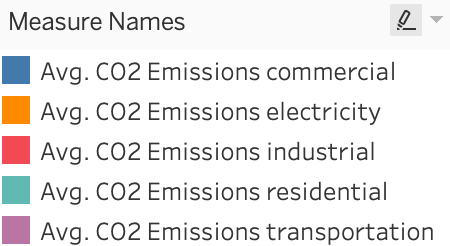 Measure Names
Avg. CO2 Emissions commercial
Avg. CO2 Emissions electricity
Avg. CO2 Emissions industrial
Avg. CO2 Emissions residential
Avg. CO2 Emissions transportation